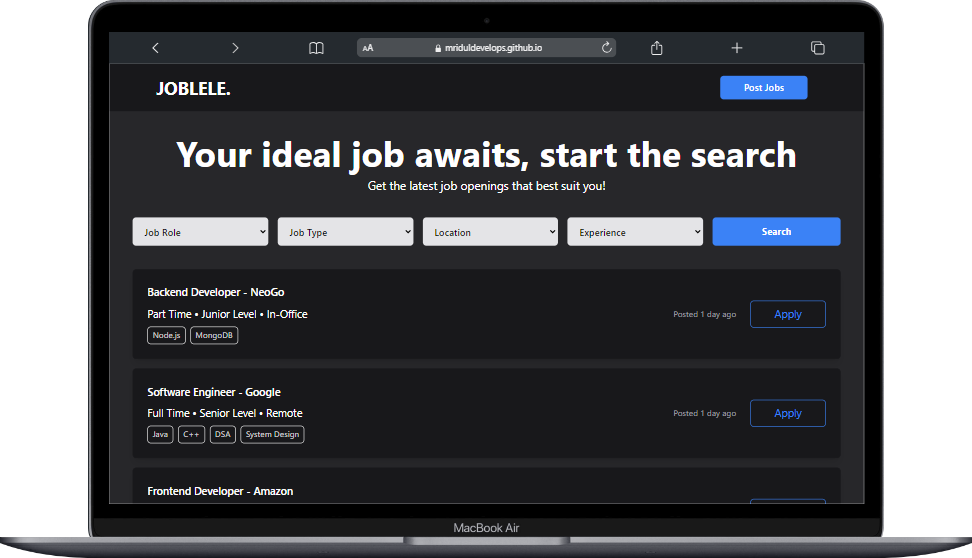 AA mriduldevelops.github.io
JOBLELE.
Post Jobs
Your ideal job awaits, start the search
Get the latest job openings that best suit you!
Job Role Job Type Location Experience Search
Backend Developer - NeoGo
Part Time • Junior Level • In-Office
Posted 1 day ago
Apply
Node.js MongoDB
Software Engineer - Google
Full Time • Senior Level • Remote
Posted 1 day ago
Apply
Java C++ DSA System Design
Frontend Developer - Amazon
MacBook Air